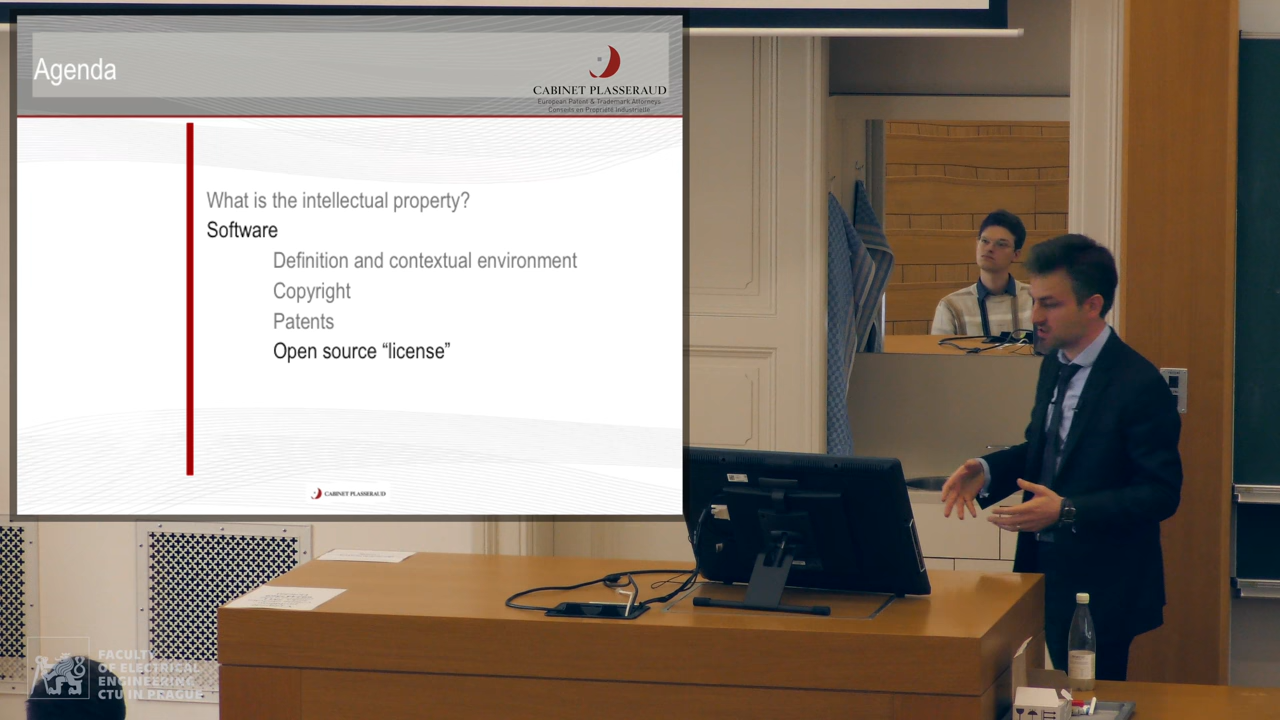 Agenda
CABINET PLASSERAUD
European Patent & Trademark Attorneys
Conseils en Propriété Industrielle
What is the intellectual property?
Software
Definition and contextual environment
Copyright
Patents
Open source “license”
CABINET PLASSERAUD
FACULTY
OF ELECTRICAL
ENGINEERING
CTU IN PRAGUE